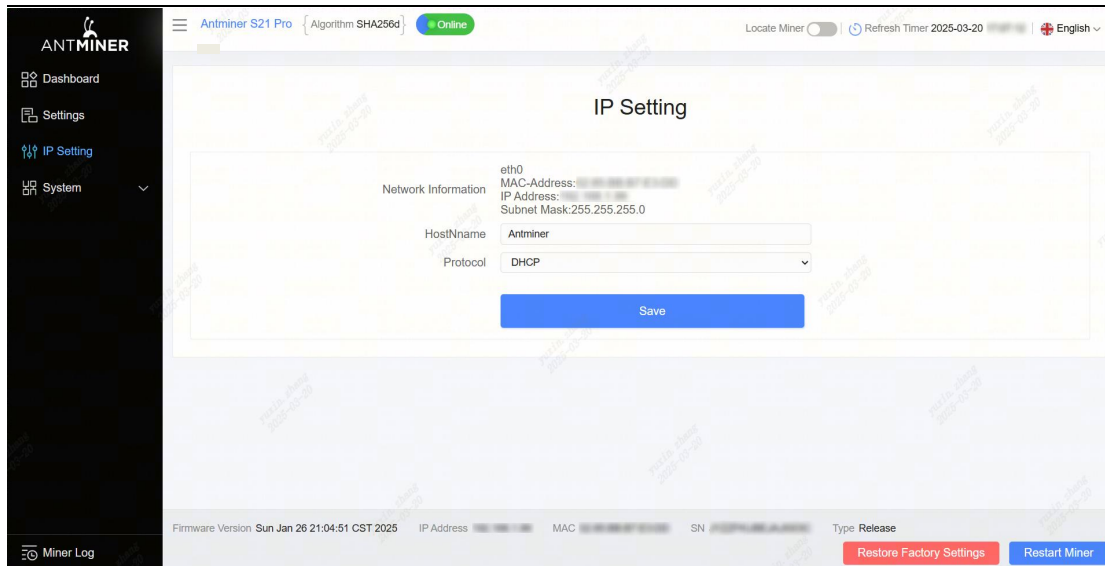 ANTMINER
Antminer S21 Pro
Algorithm SHA256d
Online
Locate Miner
Refresh Timer 2025-03-20
English
Dashboard
Settings
IP Setting
System
IP Setting
Network Information
eth0
MAC-Address:
IP Address:
Subnet Mask:255.255.255.0
HostNname
Antminer
Protocol
DHCP
Save
Firmware Version Sun Jan 26 21:04:51 CST 2025
IP Address
MAC
SN
Type Release
Miner Log
Restore Factory Settings
Restart Miner